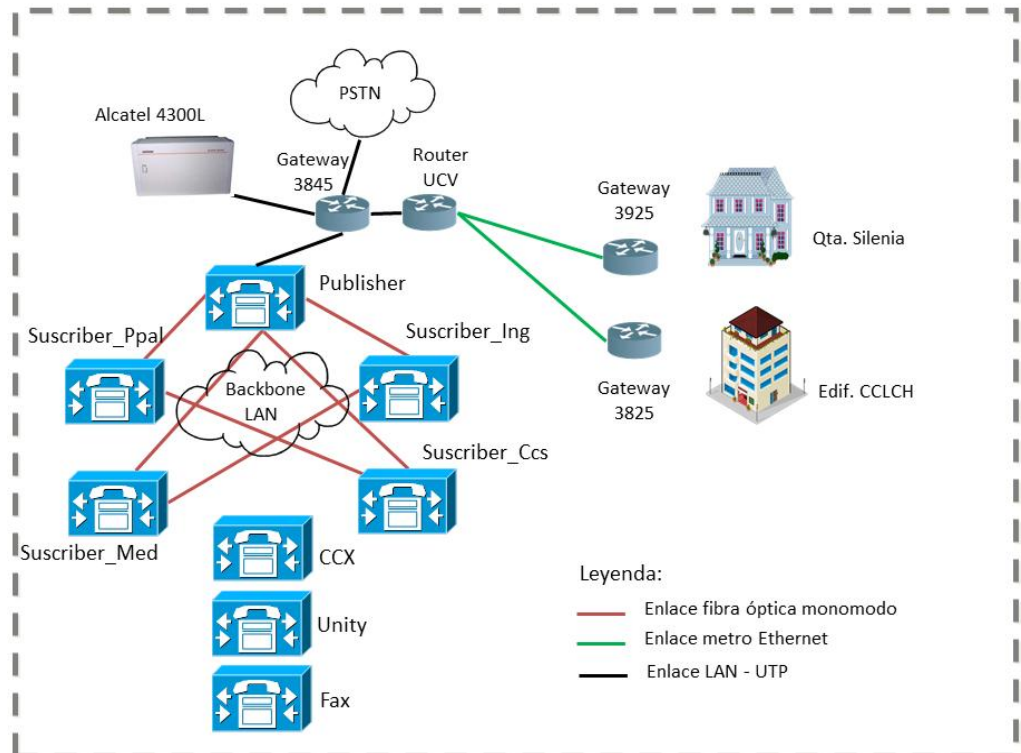 PSTN
Alcatel 4300L
Gateway
3845
Router
UCV
Gateway
3925
Qta. Silenia
Publisher
Suscriber_Ppal
Suscriber_Ing
Backbone
LAN
Gateway
3825
Edif. CCLCH
Suscriber_Ccs
Suscriber_Med
CCX
Unity
Fax
Leyenda:
Enlace fibra óptica monomodo
Enlace metro Ethernet
Enlace LAN - UTP